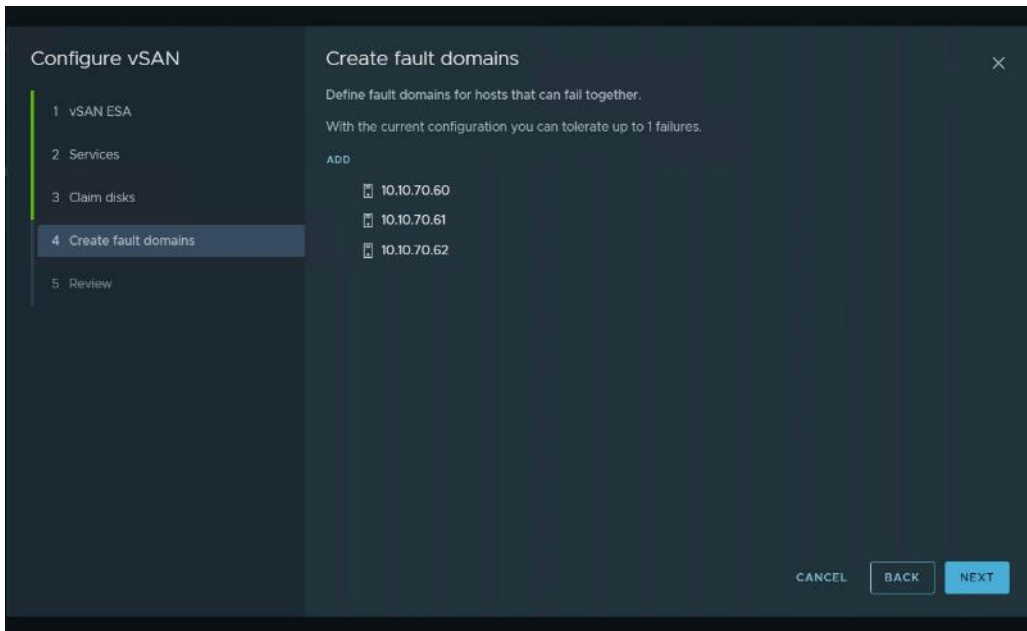 Configure vSAN
1 vSAN ESA
2 Services
3 Claim disks
4 Create fault domains
5 Review
Create fault domains
Define fault domains for hosts that can fail together.
With the current configuration you can tolerate up to 1 failures.
ADD
10.10.70.60
10.10.70.61
10.10.70.62
CANCEL BACK NEXT